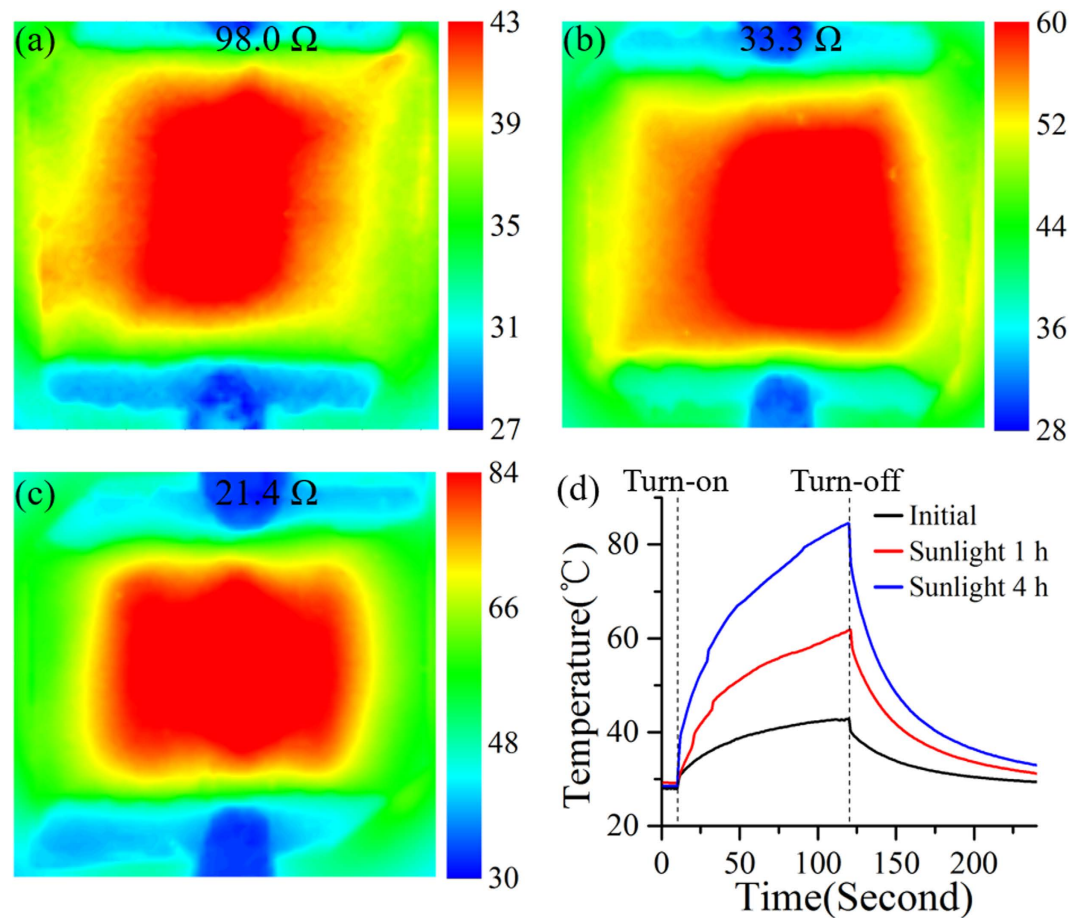 (a)
98.0 Ω
43
39
35
31
27
(b)
33.3 Ω
60
52
44
36
28
(c)
21.4 Ω
84
66
48
30
(d)
Turn-on
Turn-off
Initial
Sunlight 1 h
Sunlight 4 h
Temperature(℃)
80
60
40
20
0
50
100
150
200
Time(Second)